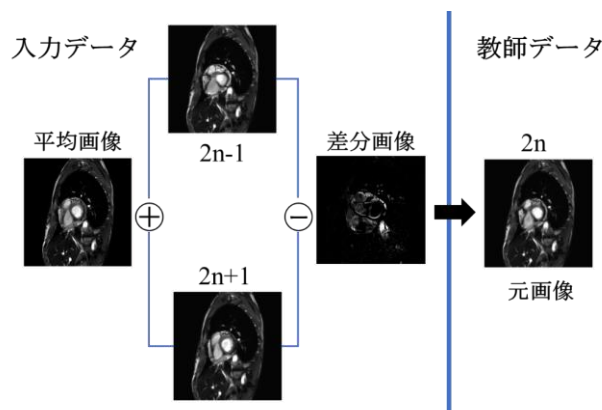 入力データ
教師データ
平均画像
2n-1
差分画像
2n
+
−
2n+1
元画像